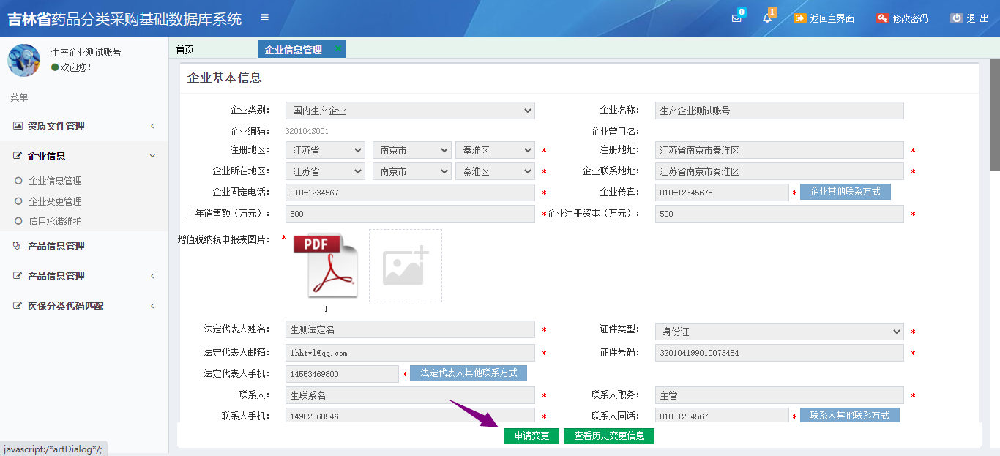 吉林省药品分类采购基础数据库系统
0
1
返回主界面
修改密码
退 出
生产企业测试账号
欢迎您!
菜单
资质文件管理
企业信息
企业信息管理
企业变更管理
信用承诺维护
产品信息管理
产品信息管理
医保分类代码匹配
首页
企业信息管理
企业基本信息
企业类别: 国内生产企业 企业名称: 生产企业测试账号
企业编码: 320104S001 企业曾用名:
注册地区: 江苏省 南京市 秦淮区 * 注册地址: 江苏省南京市秦淮区 *
企业所在地区: 江苏省 南京市 秦淮区 * 企业联系地址: 江苏省南京市秦淮区 *
企业固定电话: 010-1234567 * 企业传真: 010-12345678 * 企业其他联系方式
上年销售额（万元）: 500 * 企业注册资本（万元）: 500 *
增值税纳税申报表图片: *
PDF
1
法定代表人姓名: 生测法定名 * 证件类型: 身份证 *
法定代表人邮箱: lhhtvl@qq.com * 证件号码: 320104199010073454 *
法定代表人手机: 14553469800 * 法定代表人其他联系方式
联系人: 生联系名 * 联系人职务: 主管 *
联系人手机: 14982068546 * 联系人固话: 010-1234567 * 联系人其他联系方式
申请变更 查看历史变更信息
javascript:/*artDialog*/;